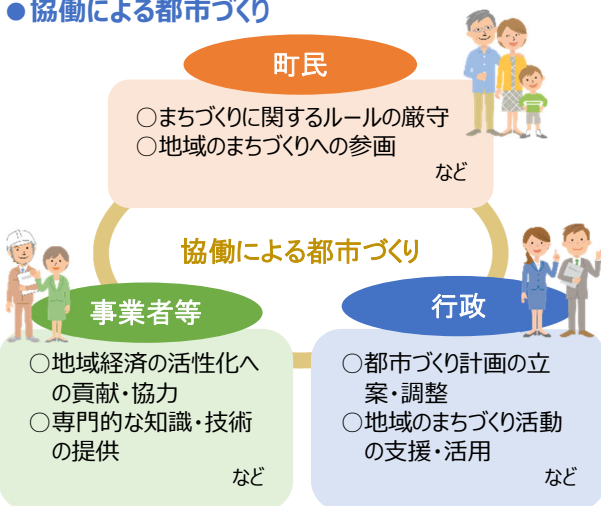 ●協働による都市づくり
町民
○まちづくりに関するルールの厳守
○地域のまちづくりへの参画
など
協働による都市づくり
事業者等
○地域経済の活性化へ
の貢献・協力
○専門的な知識・技術
の提供
など
行政
○都市づくり計画の立
案・調整
○地域のまちづくり活動
の支援・活用
など